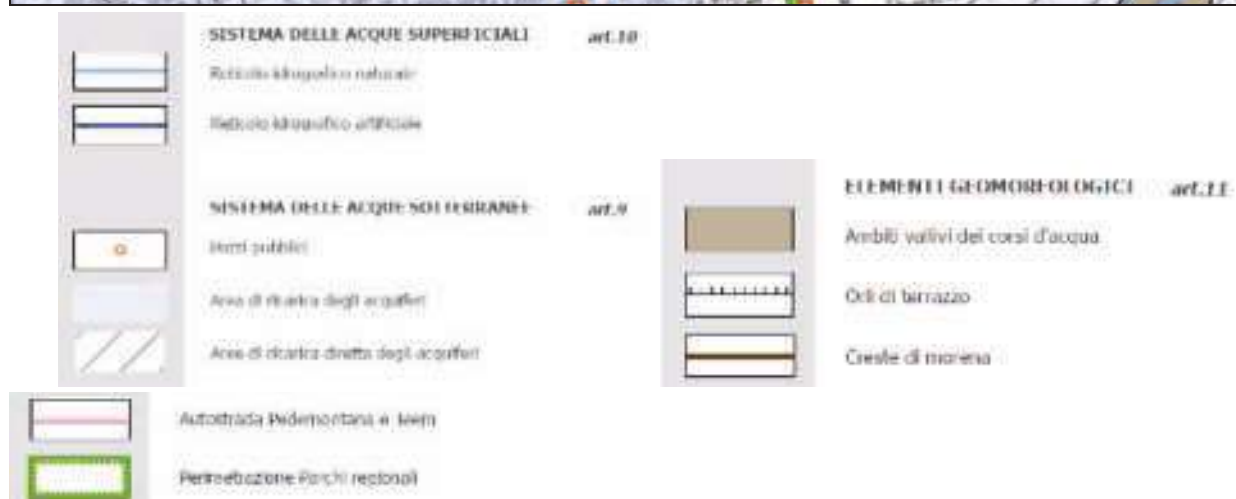 SISTEMA DELLE ACQUE SUPERFICIALI art.10
Reticolo idrografico naturale
Reticolo idrografico artificiale
SISTEMA DELLE ACQUE SOTTERRANEE art.9
Pozzi pubblici
Area di ricarica degli acquiferi
Area di ricarica diretta degli acquiferi
ELEMENTI GEOMORFOLOGICI art.11
Ambiti vallivi dei corsi d'acqua
Orli di terrazzo
Creste di morena
Autostrada Pedemontana e Teem
Perimetrazione Parchi regionali